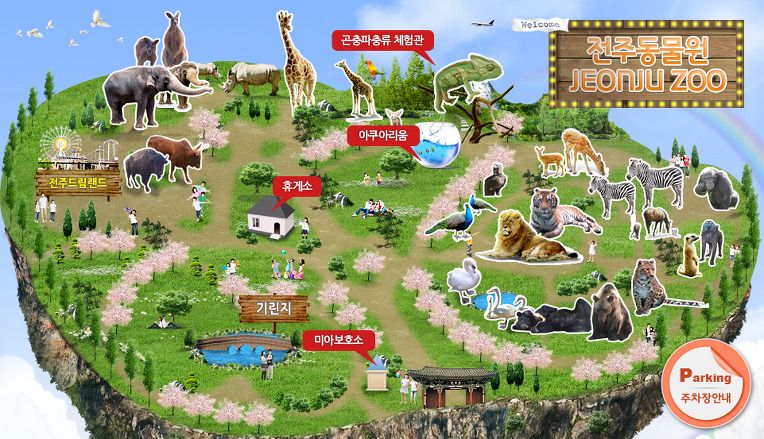 Welcome
전주동물원
JEONJU ZOO
곤충파충류 체험관
아쿠아리움
전주드림랜드
휴게소
기린지
미아보호소
Parking
주차장안내